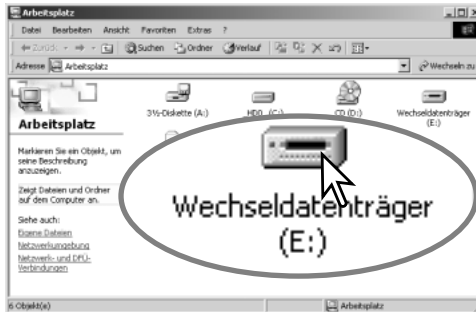 Arbeitsplatz
Datei Bearbeiten Ansicht Favoriten Extras ?
Zurück Suchen Ordner Verlauf
Adresse Arbeitsplatz Wechseln zu
3½-Diskette (A:) HDD (C:) CD (D:) Wechseldatenträger
(E:)
Arbeitsplatz
Markieren Sie ein Objekt, um
seine Beschreibung
anzuzeigen.
Zeigt Dateien und Ordner
auf dem Computer an.
Siehe auch:
Eigene Dateien
Netzwerkumgebung
Netzwerk- und DFÜ-
Verbindungen
Wechseldatenträger
(E:)
6 Objekt(e) Arbeitsplatz